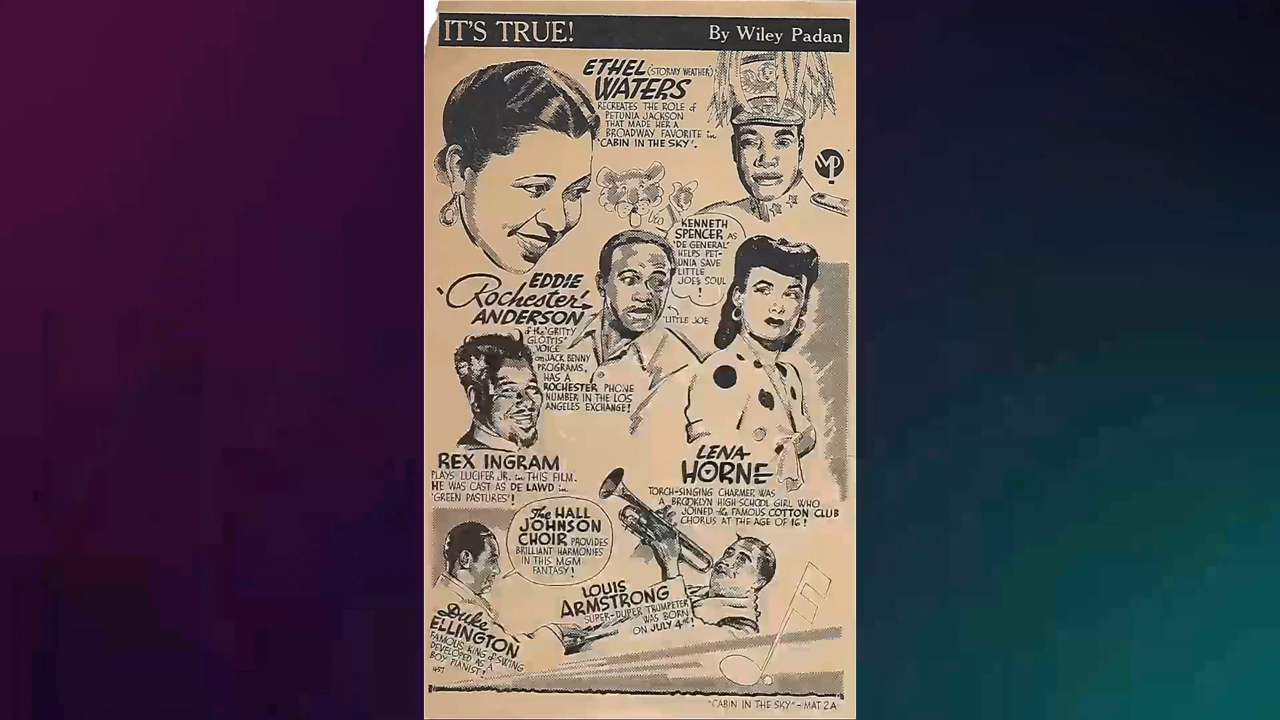 IT'S TRUE!
By Wiley Padan
ETHEL (STORMY WEATHER)
WATERS
RECREATES THE ROLE of
PETUNIA JACKSON
THAT MADE HER A
BROADWAY FAVORITE in
'CABIN IN THE SKY'.
WP
LEO
KENNETH
SPENCER AS
'DE GENERAL'
HELPS PET-
UNIA SAVE
LITTLE
JOE'S SOUL
!
LITTLE JOE
EDDIE
'Rochester'
ANDERSON
of the "GRITTY
GLOTTIS"
VOICE
on JACK BENNY
PROGRAMS,
HAS A
ROCHESTER PHONE
NUMBER IN THE LOS
ANGELES EXCHANGE!
REX INGRAM
PLAYS LUCIFER JR. in THIS FILM.
HE WAS CAST AS DE LAWD in
'GREEN PASTURES'!
LENA
HORNE
TORCH-SINGING CHARMER WAS
A BROOKLYN HIGH SCHOOL GIRL WHO
JOINED the FAMOUS COTTON CLUB
CHORUS AT THE AGE OF 16!
The HALL
JOHNSON
CHOIR PROVIDES
BRILLIANT HARMONIES
IN THIS MGM
FANTASY!
LOUIS
ARMSTRONG
SUPER-DUPER TRUMPETER
WAS BORN
ON JULY 4TH!
Duke
ELLINGTON
FAMOUS KING of SWING
DEVELOPED AS A
BOY PIANIST!
"CABIN IN THE SKY"-MAT 2A